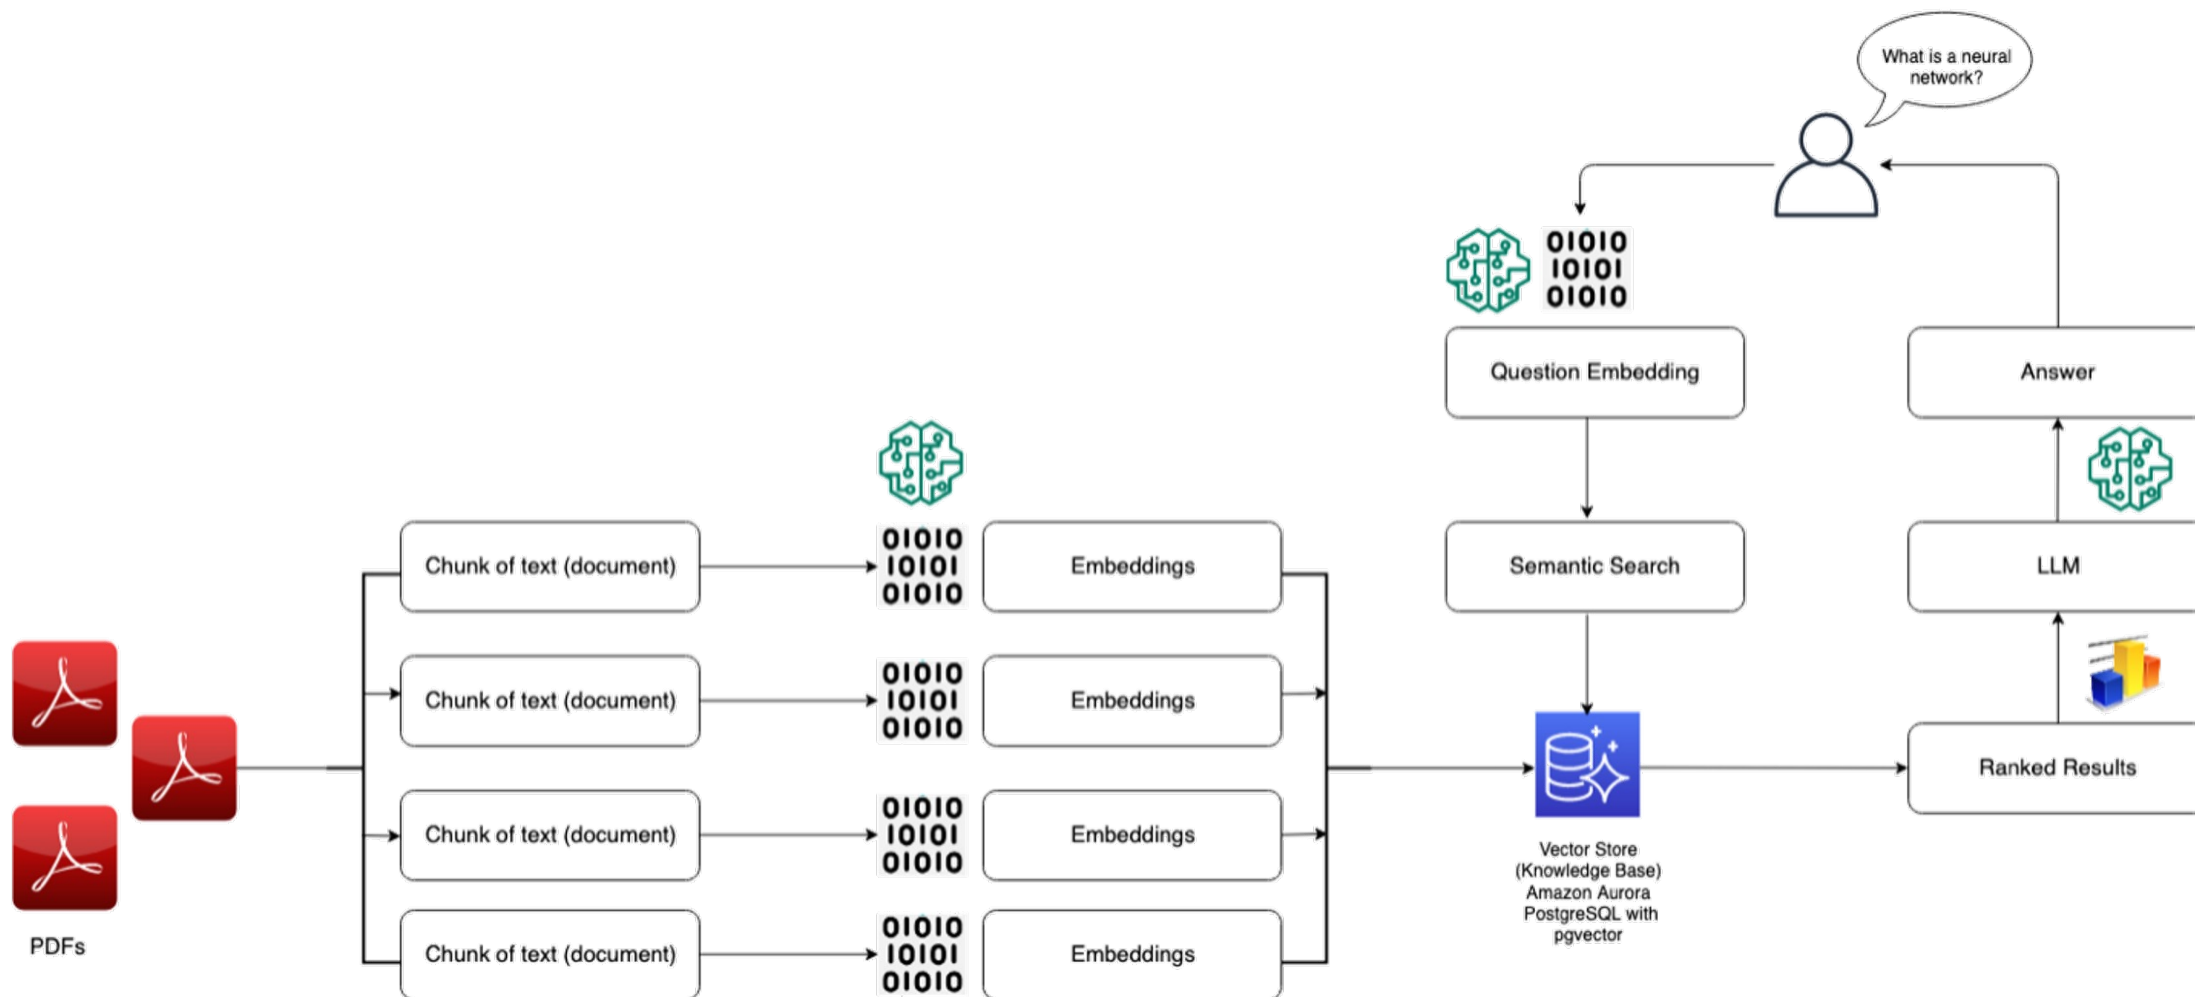 What is a neural
network?
01010
10101
01010
Question Embedding
Answer
Semantic Search
LLM
Chunk of text (document)
01010
10101
01010
Embeddings
Chunk of text (document)
01010
10101
01010
Embeddings
Ranked Results
Chunk of text (document)
01010
10101
01010
Embeddings
Vector Store
(Knowledge Base)
Amazon Aurora
PostgreSQL with
pgvector
PDFs
Chunk of text (document)
01010
10101
01010
Embeddings